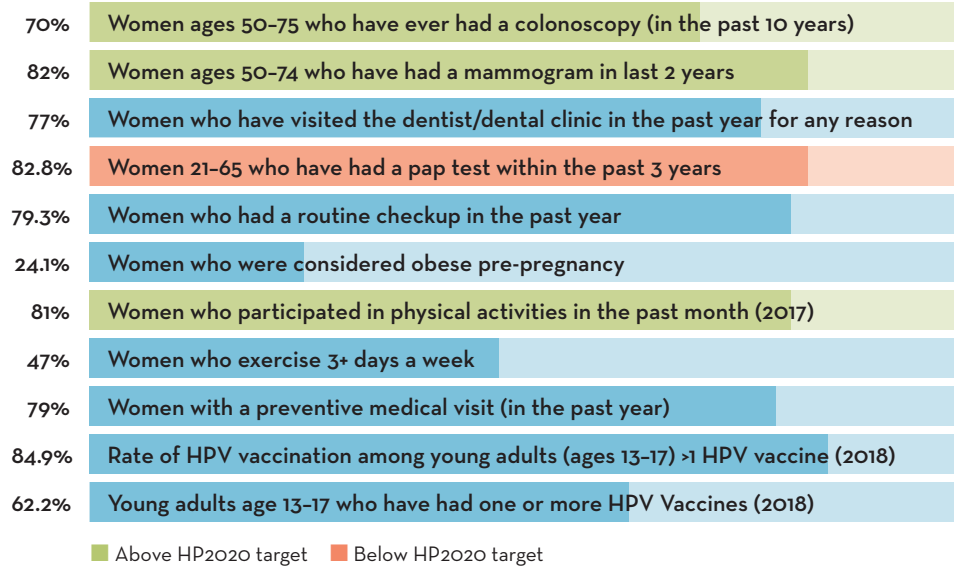 70% Women ages 50–75 who have ever had a colonoscopy (in the past 10 years)
82% Women ages 50–74 who have had a mammogram in last 2 years
77% Women who have visited the dentist/dental clinic in the past year for any reason
82.8% Women 21–65 who have had a pap test within the past 3 years
79.3% Women who had a routine checkup in the past year
24.1% Women who were considered obese pre-pregnancy
81% Women who participated in physical activities in the past month (2017)
47% Women who exercise 3+ days a week
79% Women with a preventive medical visit (in the past year)
84.9% Rate of HPV vaccination among young adults (ages 13–17) >1 HPV vaccine (2018)
62.2% Young adults age 13–17 who have had one or more HPV Vaccines (2018)
Above HP2020 target Below HP2020 target